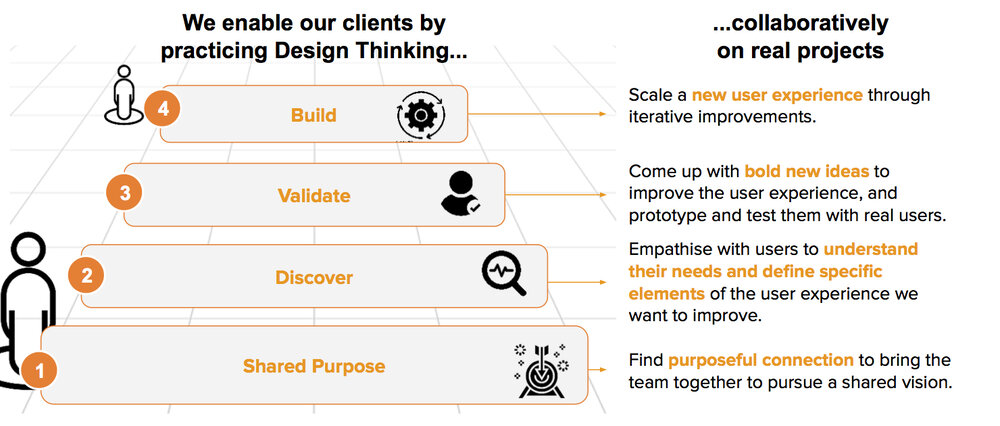 We enable our clients by
practicing Design Thinking...
...collaboratively
on real projects
4
Build
Scale a new user experience through
iterative improvements.
3
Validate
Come up with bold new ideas to
improve the user experience, and
prototype and test them with real users.
2
Discover
Empathise with users to understand
their needs and define specific
elements of the user experience we
want to improve.
1
Shared Purpose
Find purposeful connection to bring the
team together to pursue a shared vision.